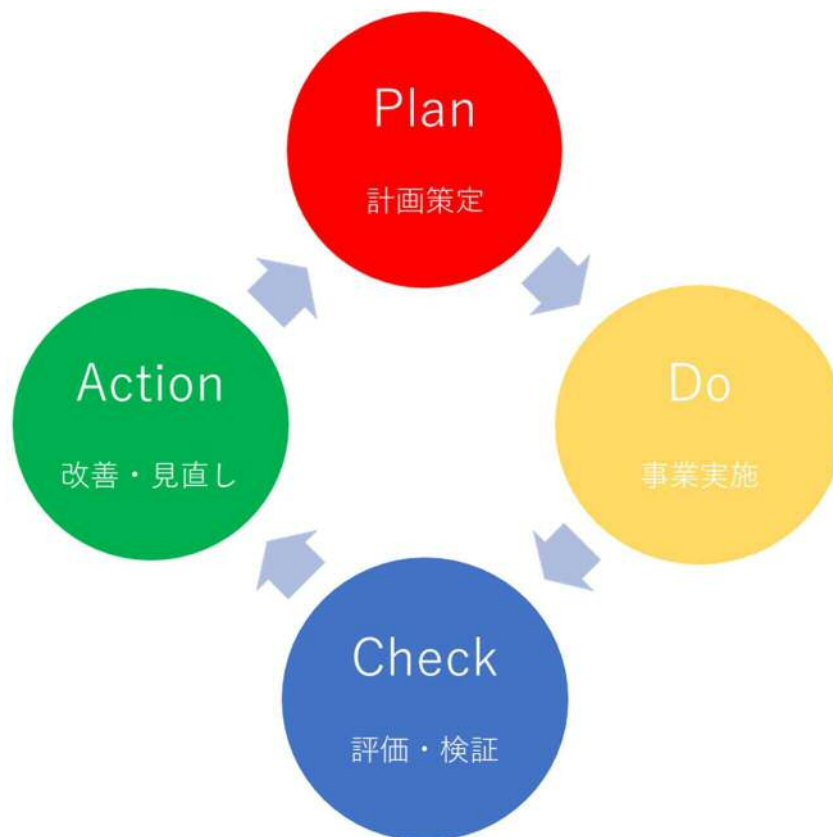 Plan
計画策定
Do
事業実施
Check
評価・検証
Action
改善・見直し